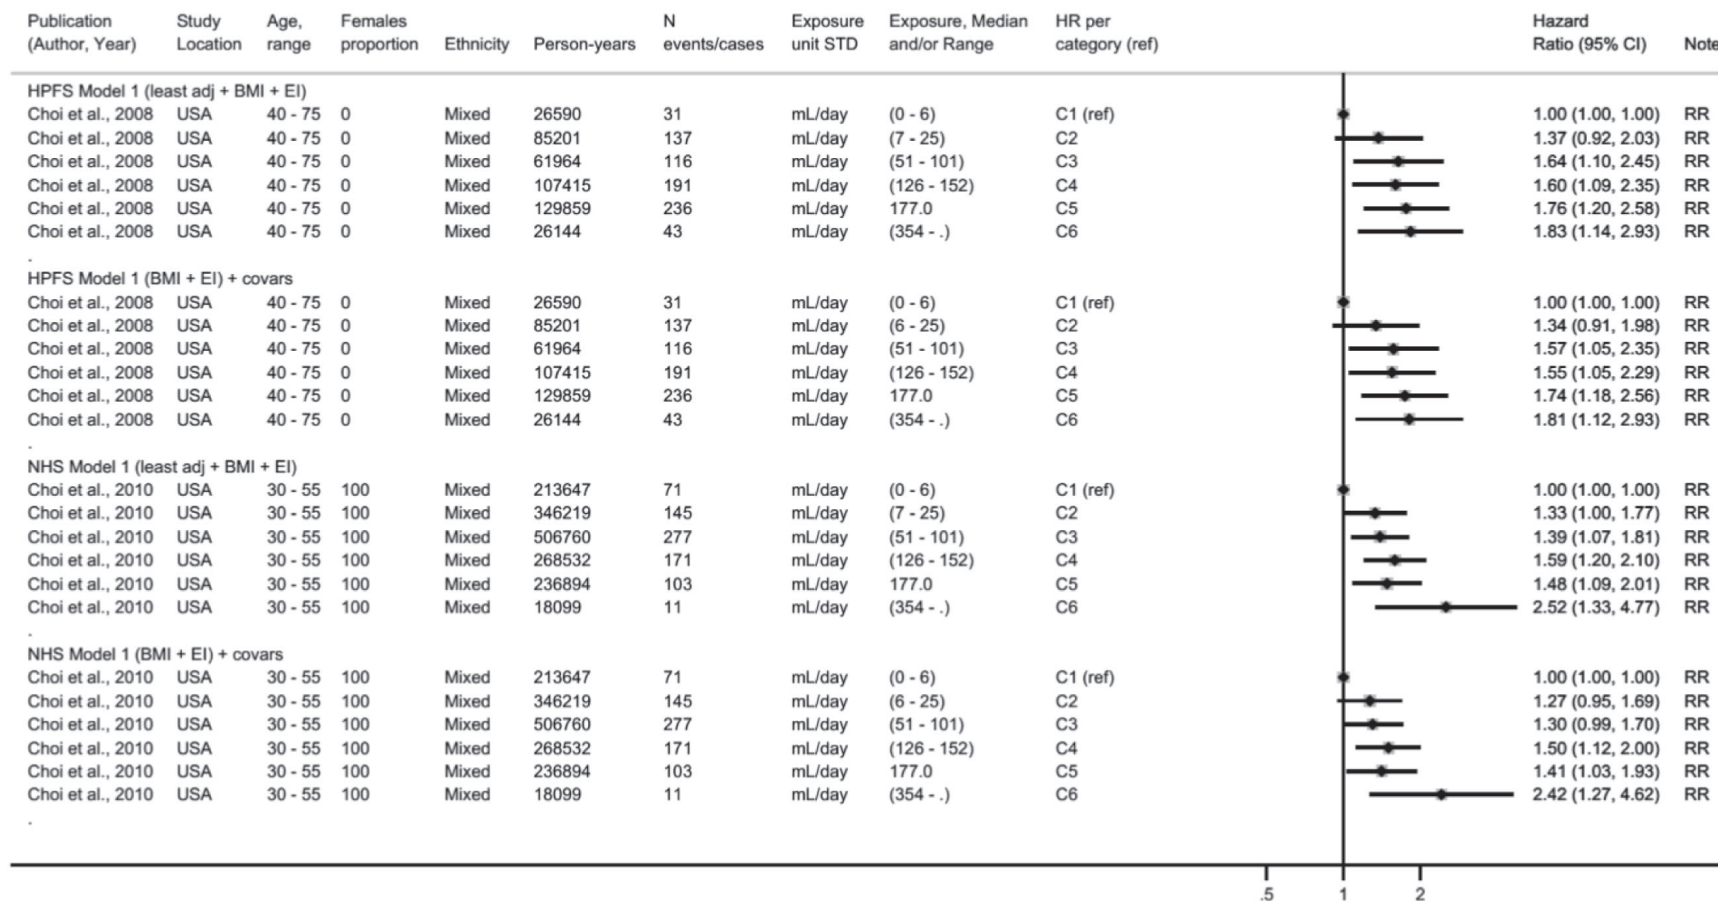 Publication Study Age, Females N Exposure Exposure, Median HR per Hazard
(Author, Year) Location range proportion Ethnicity Person-years events/cases unit STD and/or Range category (ref) Ratio (95% CI) Note
HPFS Model 1 (least adj + BMI + EI)
Choi et al., 2008 USA 40 - 75 0 Mixed 26590 31 mL/day (0 - 6) C1 (ref) 1.00 (1.00, 1.00) RR
Choi et al., 2008 USA 40 - 75 0 Mixed 85201 137 mL/day (7 - 25) C2 1.37 (0.92, 2.03) RR
Choi et al., 2008 USA 40 - 75 0 Mixed 61964 116 mL/day (51 - 101) C3 1.64 (1.10, 2.45) RR
Choi et al., 2008 USA 40 - 75 0 Mixed 107415 191 mL/day (126 - 152) C4 1.60 (1.09, 2.35) RR
Choi et al., 2008 USA 40 - 75 0 Mixed 129859 236 mL/day 177.0 C5 1.76 (1.20, 2.58) RR
Choi et al., 2008 USA 40 - 75 0 Mixed 26144 43 mL/day (354 - .) C6 1.83 (1.14, 2.93) RR
.
HPFS Model 1 (BMI + EI) + covars
Choi et al., 2008 USA 40 - 75 0 Mixed 26590 31 mL/day (0 - 6) C1 (ref) 1.00 (1.00, 1.00) RR
Choi et al., 2008 USA 40 - 75 0 Mixed 85201 137 mL/day (6 - 25) C2 1.34 (0.91, 1.98) RR
Choi et al., 2008 USA 40 - 75 0 Mixed 61964 116 mL/day (51 - 101) C3 1.57 (1.05, 2.35) RR
Choi et al., 2008 USA 40 - 75 0 Mixed 107415 191 mL/day (126 - 152) C4 1.55 (1.05, 2.29) RR
Choi et al., 2008 USA 40 - 75 0 Mixed 129859 236 mL/day 177.0 C5 1.74 (1.18, 2.56) RR
Choi et al., 2008 USA 40 - 75 0 Mixed 26144 43 mL/day (354 - .) C6 1.81 (1.12, 2.93) RR
.
NHS Model 1 (least adj + BMI + EI)
Choi et al., 2010 USA 30 - 55 100 Mixed 213647 71 mL/day (0 - 6) C1 (ref) 1.00 (1.00, 1.00) RR
Choi et al., 2010 USA 30 - 55 100 Mixed 346219 145 mL/day (7 - 25) C2 1.33 (1.00, 1.77) RR
Choi et al., 2010 USA 30 - 55 100 Mixed 506760 277 mL/day (51 - 101) C3 1.39 (1.07, 1.81) RR
Choi et al., 2010 USA 30 - 55 100 Mixed 268532 171 mL/day (126 - 152) C4 1.59 (1.20, 2.10) RR
Choi et al., 2010 USA 30 - 55 100 Mixed 236894 103 mL/day 177.0 C5 1.48 (1.09, 2.01) RR
Choi et al., 2010 USA 30 - 55 100 Mixed 18099 11 mL/day (354 - .) C6 2.52 (1.33, 4.77) RR
.
NHS Model 1 (BMI + EI) + covars
Choi et al., 2010 USA 30 - 55 100 Mixed 213647 71 mL/day (0 - 6) C1 (ref) 1.00 (1.00, 1.00) RR
Choi et al., 2010 USA 30 - 55 100 Mixed 346219 145 mL/day (6 - 25) C2 1.27 (0.95, 1.69) RR
Choi et al., 2010 USA 30 - 55 100 Mixed 506760 277 mL/day (51 - 101) C3 1.30 (0.99, 1.70) RR
Choi et al., 2010 USA 30 - 55 100 Mixed 268532 171 mL/day (126 - 152) C4 1.50 (1.12, 2.00) RR
Choi et al., 2010 USA 30 - 55 100 Mixed 236894 103 mL/day 177.0 C5 1.41 (1.03, 1.93) RR
Choi et al., 2010 USA 30 - 55 100 Mixed 18099 11 mL/day (354 - .) C6 2.42 (1.27, 4.62) RR
.
.5 1 2